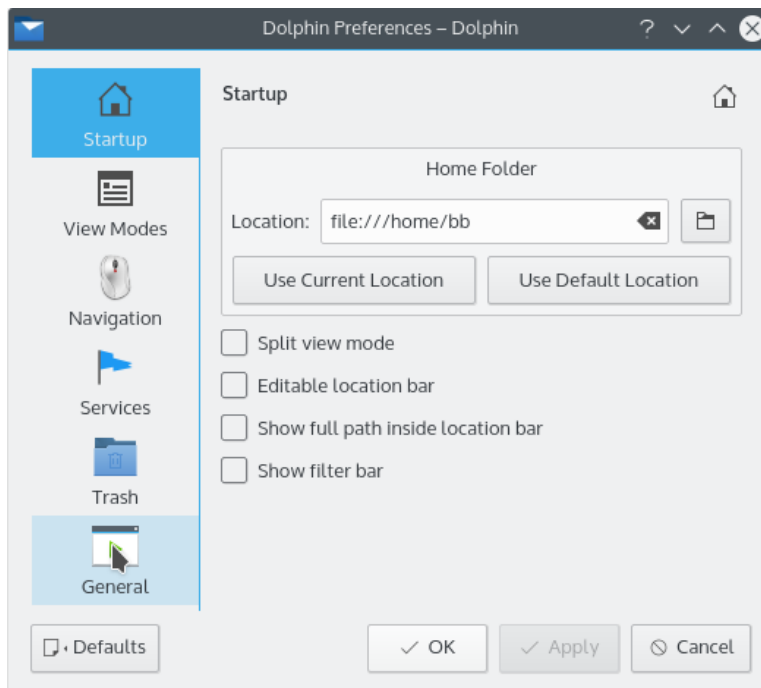 Dolphin Preferences – Dolphin
Startup
View Modes
Navigation
Services
Trash
General
Startup
Home Folder
Location: file:///home/bb
Use Current Location Use Default Location
Split view mode
Editable location bar
Show full path inside location bar
Show filter bar
Defaults OK Apply Cancel